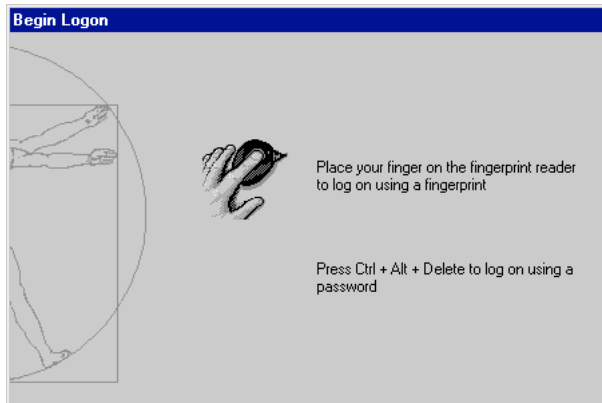 Begin Logon
Place your finger on the fingerprint reader
to log on using a fingerprint
Press Ctrl + Alt + Delete to log on using a
password